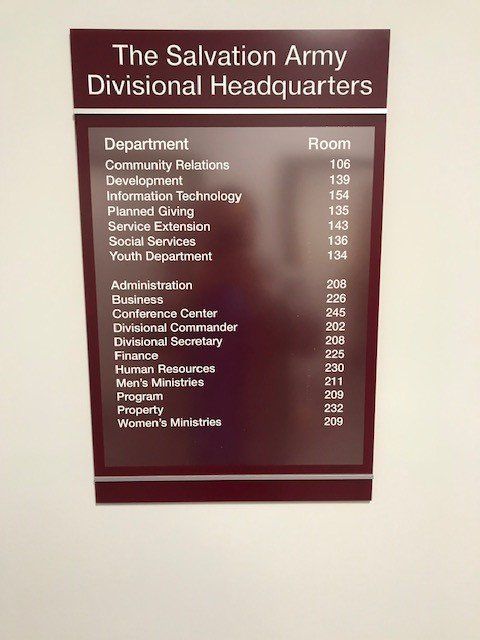 The Salvation Army
Divisional Headquarters
Department Room
Community Relations 106
Development 139
Information Technology 154
Planned Giving 135
Service Extension 143
Social Services 136
Youth Department 134
Administration 208
Business 226
Conference Center 245
Divisional Commander 202
Divisional Secretary 208
Finance 225
Human Resources 230
Men's Ministries 211
Program 209
Property 232
Women's Ministries 209